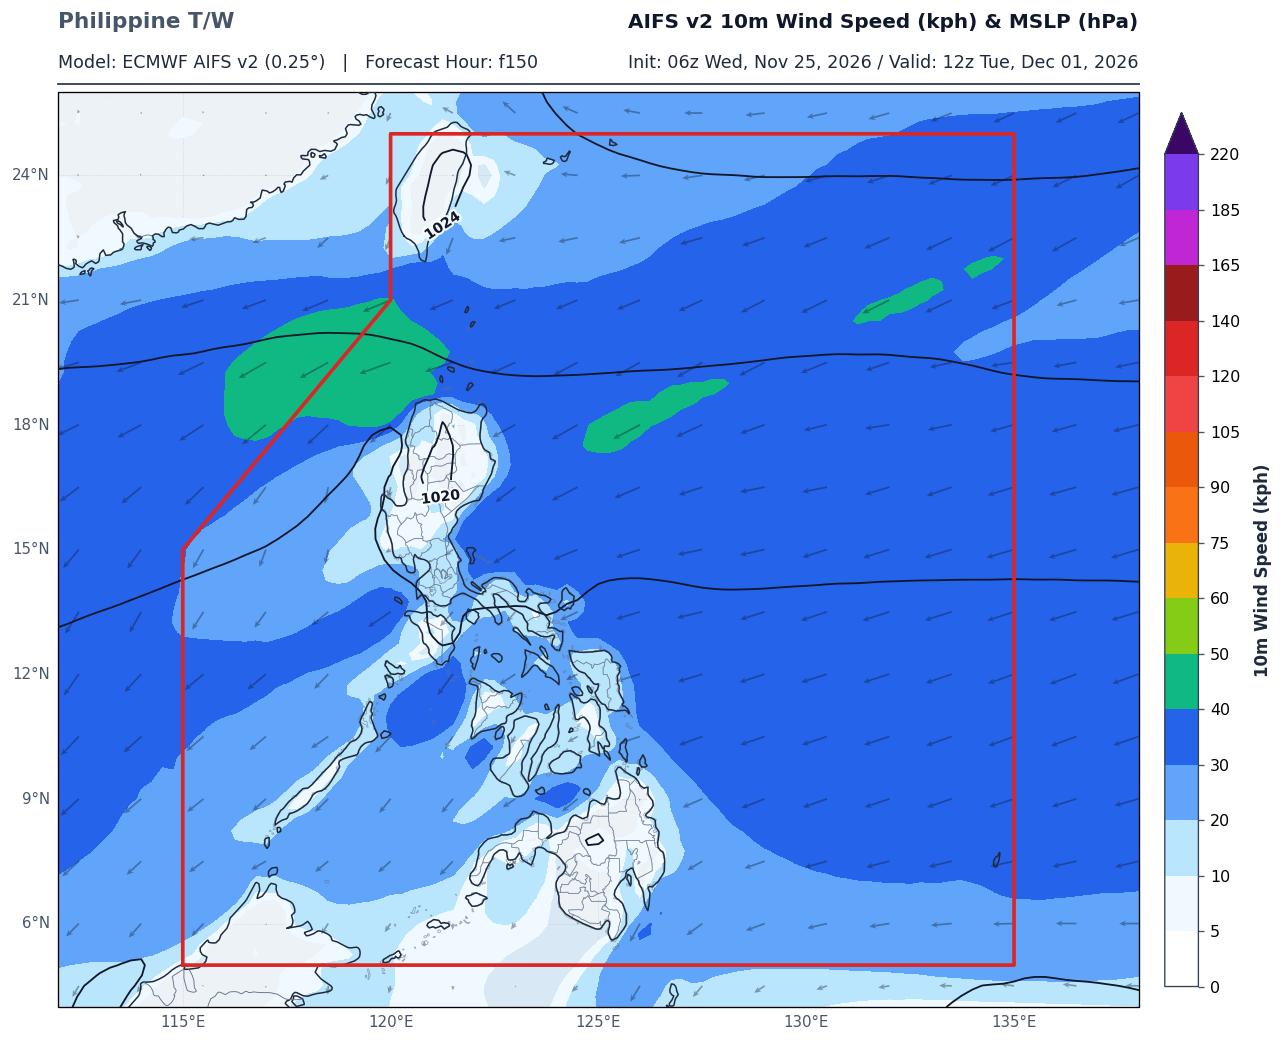 Philippine T/W
AIFS v2 10m Wind Speed (kph) & MSLP (hPa)
Model: ECMWF AIFS v2 (0.25°)   |   Forecast Hour: f150
Init: 06z Wed, Nov 25, 2026 / Valid: 12z Tue, Dec 01, 2026
24°N
21°N
18°N
15°N
12°N
9°N
6°N
1024
1020
115°E
120°E
125°E
130°E
135°E
220
185
165
140
120
105
90
75
60
50
40
30
20
10
5
0
10m Wind Speed (kph)